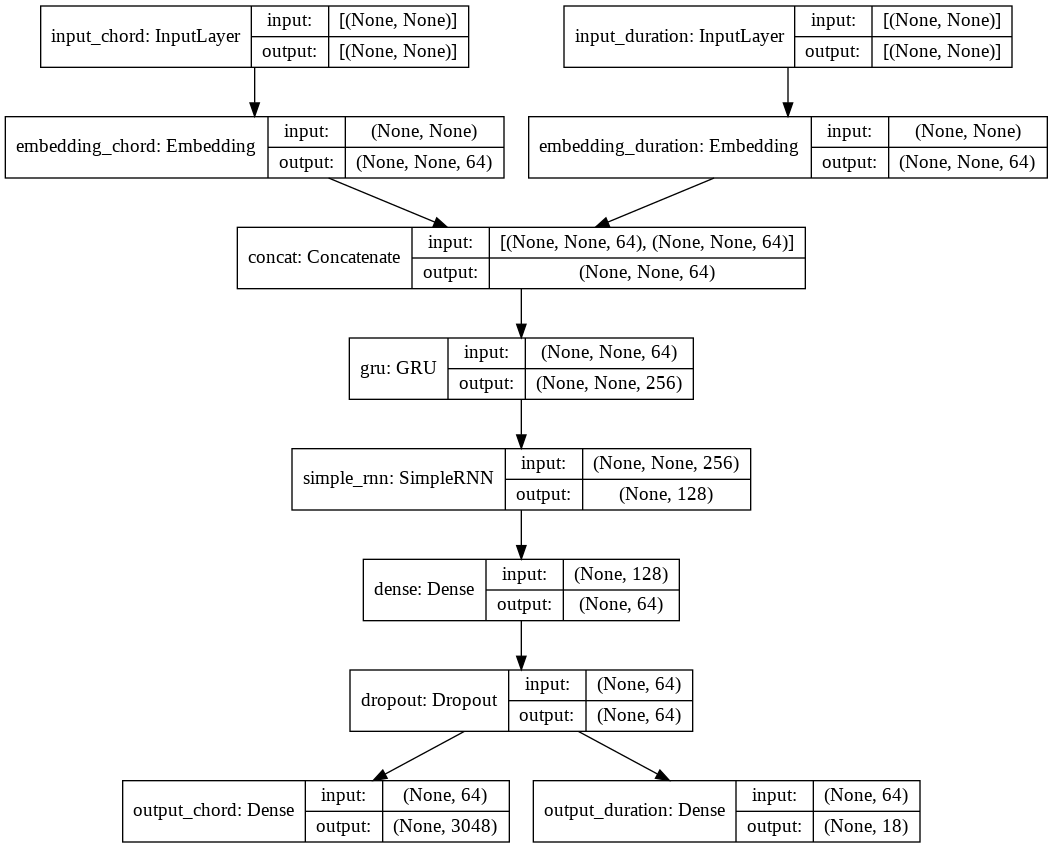 input_chord: InputLayer input: [(None, None)]
output: [(None, None)]
input_duration: InputLayer input: [(None, None)]
output: [(None, None)]
embedding_chord: Embedding input: (None, None)
output: (None, None, 64)
embedding_duration: Embedding input: (None, None)
output: (None, None, 64)
concat: Concatenate input: [(None, None, 64), (None, None, 64)]
output: (None, None, 64)
gru: GRU input: (None, None, 64)
output: (None, None, 256)
simple_rnn: SimpleRNN input: (None, None, 256)
output: (None, 128)
dense: Dense input: (None, 128)
output: (None, 64)
dropout: Dropout input: (None, 64)
output: (None, 64)
output_chord: Dense input: (None, 64)
output: (None, 3048)
output_duration: Dense input: (None, 64)
output: (None, 18)